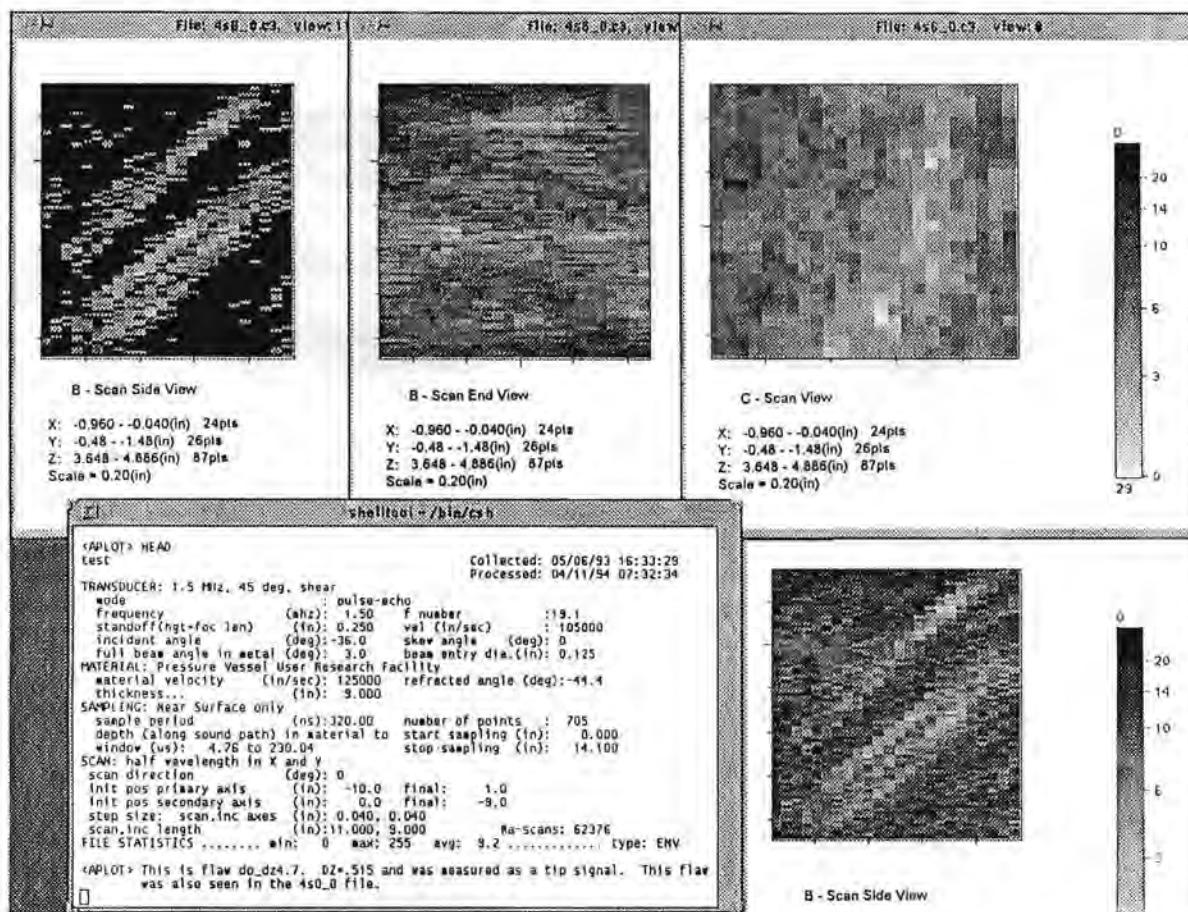 File: 4s6_0.c3, view:1
File: 4s6_0.c3, view
File: 4s6_0.c3, view:8
0
20
14
10
6
3
0
29
B - Scan Side View
X: -0.960 - -0.040(in) 24pts
Y: -0.48 - -1.48(in) 26pts
Z: 3.648 - 4.886(in) 87pts
Scale = 0.20(in)
B - Scan End View
X: -0.960 - -0.040(in) 24pts
Y: -0.48 - -1.48(in) 26pts
Z: 3.648 - 4.886(in) 87pts
Scale = 0.20(in)
C - Scan View
X: -0.960 - -0.040(in) 24pts
Y: -0.48 - -1.48(in) 26pts
Z: 3.648 - 4.886(in) 87pts
Scale = 0.20(in)
shelltool - /bin/csh
<APLOT> HEAD
test Collected: 05/06/93 16:33:29
Processed: 04/11/94 07:32:34
TRANSDUCER: 1.5 MHz, 45 deg, shear
mode : pulse-echo
frequency (mhz): 1.50 f number :19.1
standoff(hgt-foc len) (in): 0.250 vel (in/sec) : 105000
incident angle (deg):-36.0 skew angle (deg): 0
full beam angle in metal (deg): 3.0 beam entry dia.(in): 0.125
MATERIAL: Pressure Vessel User Research Facility
material velocity (in/sec): 125000 refracted angle (deg):-44.4
thickness... (in): 9.000
SAMPLING: Near Surface only
sample period (ns):320.00 number of points : 705
depth (along sound path) in material to start sampling (in): 0.000
window (us): 4.76 to 230.04 stop sampling (in): 14.100
SCAN: half wavelength in X and Y
scan direction (deg): 0
init pos primary axis (in): -10.0 final: 1.0
init pos secondary axis (in): 0.0 final: -9.0
step size: scan,inc axes (in): 0.040, 0.040
scan,inc length (in):11.000, 9.000 Ma-scans: 62376
FILE STATISTICS ........ min: 0 max: 255 avg: 9.2 ............. type: ENV
<APLOT> This is flaw do_dz4.7. DZ=.515 and was measured as a tip signal. This flaw
was also seen in the 4s0_0 file.
0
20
14
10
6
3
B - Scan Side View